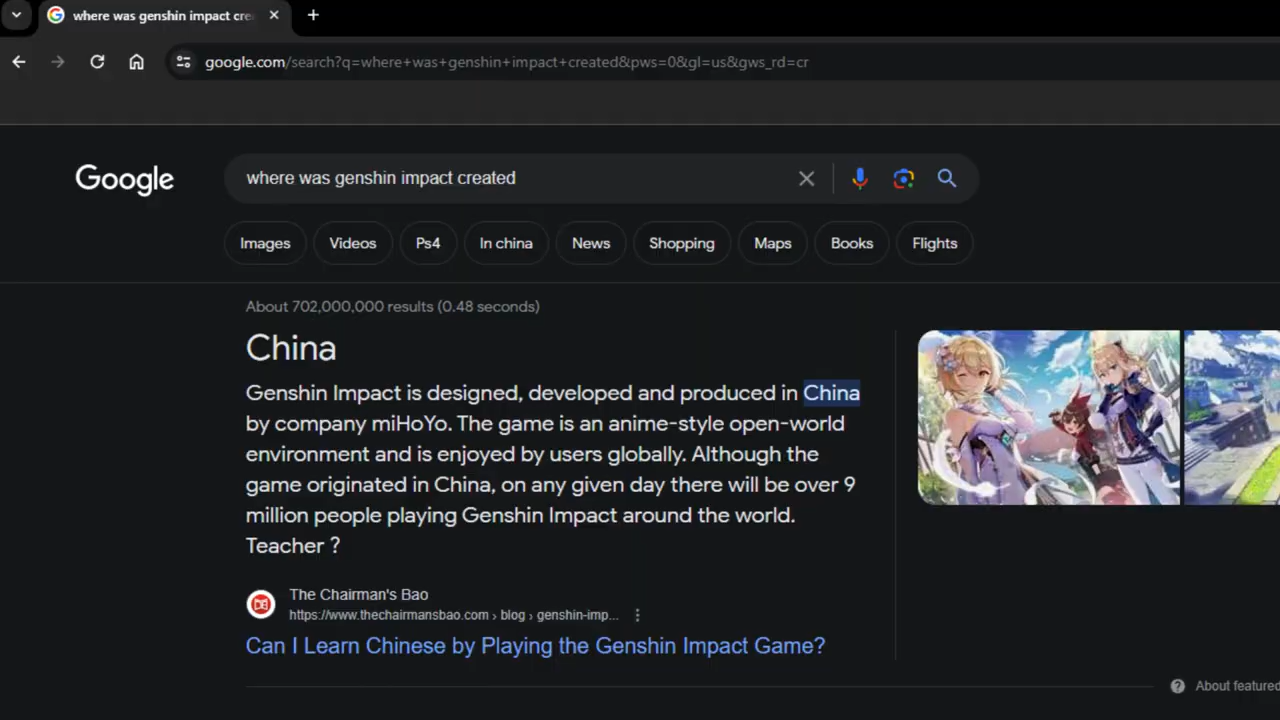 where was genshin impact cre
google.com/search?q=where+was+genshin+impact+created&pws=0&gl=us&gws_rd=cr
Google
where was genshin impact created
Images Videos Ps4 In china News Shopping Maps Books Flights
About 702,000,000 results (0.48 seconds)
China
Genshin Impact is designed, developed and produced in China
by company miHoYo. The game is an anime-style open-world
environment and is enjoyed by users globally. Although the
game originated in China, on any given day there will be over 9
million people playing Genshin Impact around the world.
Teacher ?
The Chairman's Bao
https://www.thechairmansbao.com › blog › genshin-imp...
Can I Learn Chinese by Playing the Genshin Impact Game?
About featured